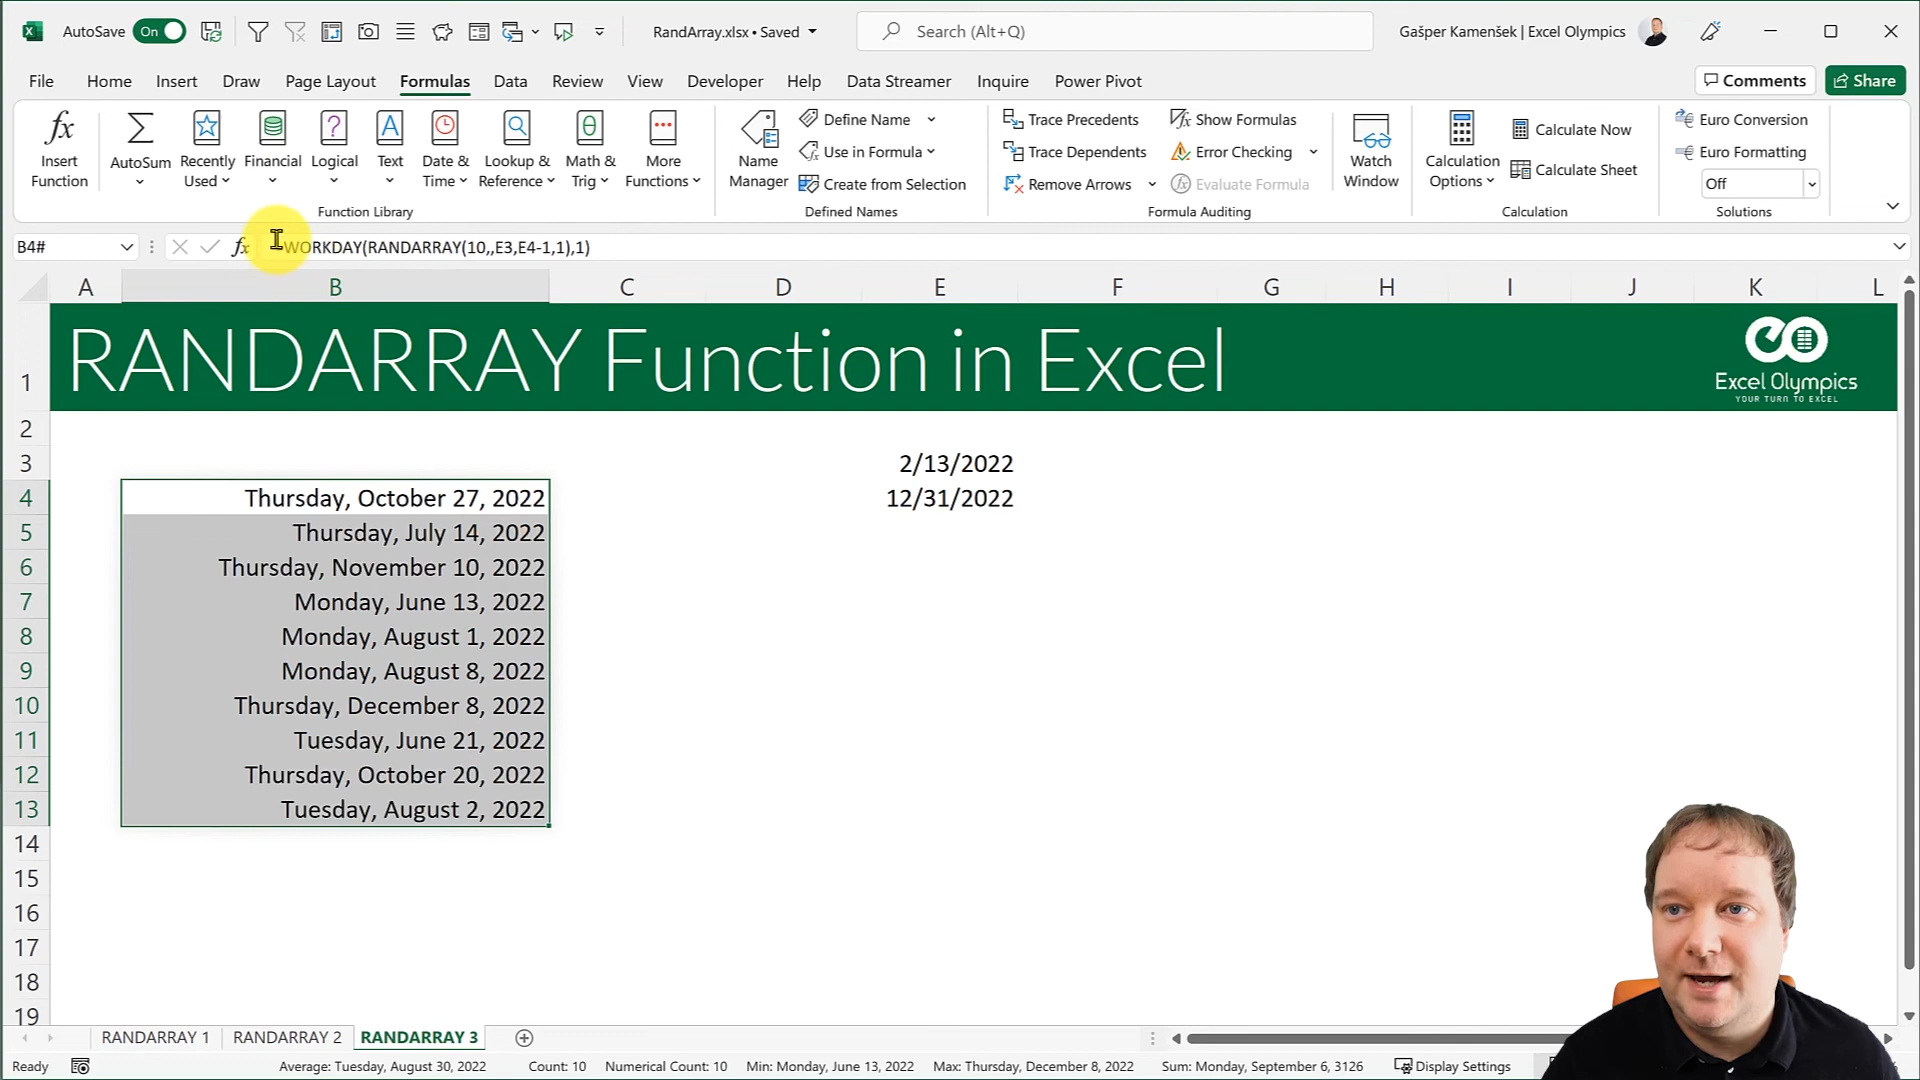 AutoSave On RandArray.xlsx • Saved Search (Alt+Q) Gašper Kamenšek | Excel Olympics
File Home Insert Draw Page Layout Formulas Data Review View Developer Help Data Streamer Inquire Power Pivot Comments Share
Insert Function
AutoSum
Recently Used
Financial
Logical
Text
Date & Time
Lookup & Reference
Math & Trig
More Functions
Function Library
Name Manager
Define Name
Use in Formula
Create from Selection
Defined Names
Trace Precedents
Trace Dependents
Remove Arrows
Show Formulas
Error Checking
Evaluate Formula
Formula Auditing
Watch Window
Calculation Options
Calculate Now
Calculate Sheet
Calculation
Euro Conversion
Euro Formatting
Off
Solutions
B4# fx =WORKDAY(RANDARRAY(10,,E3,E4-1,1),1)
A B C D E F G H I J K L
1 RANDARRAY Function in Excel
Excel Olympics
YOUR TURN TO EXCEL
2
3 2/13/2022
4 Thursday, October 27, 2022 12/31/2022
5 Thursday, July 14, 2022
6 Thursday, November 10, 2022
7 Monday, June 13, 2022
8 Monday, August 1, 2022
9 Monday, August 8, 2022
10 Thursday, December 8, 2022
11 Tuesday, June 21, 2022
12 Thursday, October 20, 2022
13 Tuesday, August 2, 2022
14
15
16
17
18
19
RANDARRAY 1 RANDARRAY 2 RANDARRAY 3
Ready Average: Tuesday, August 30, 2022 Count: 10 Numerical Count: 10 Min: Monday, June 13, 2022 Max: Thursday, December 8, 2022 Sum: Monday, September 6, 3126 Display Settings